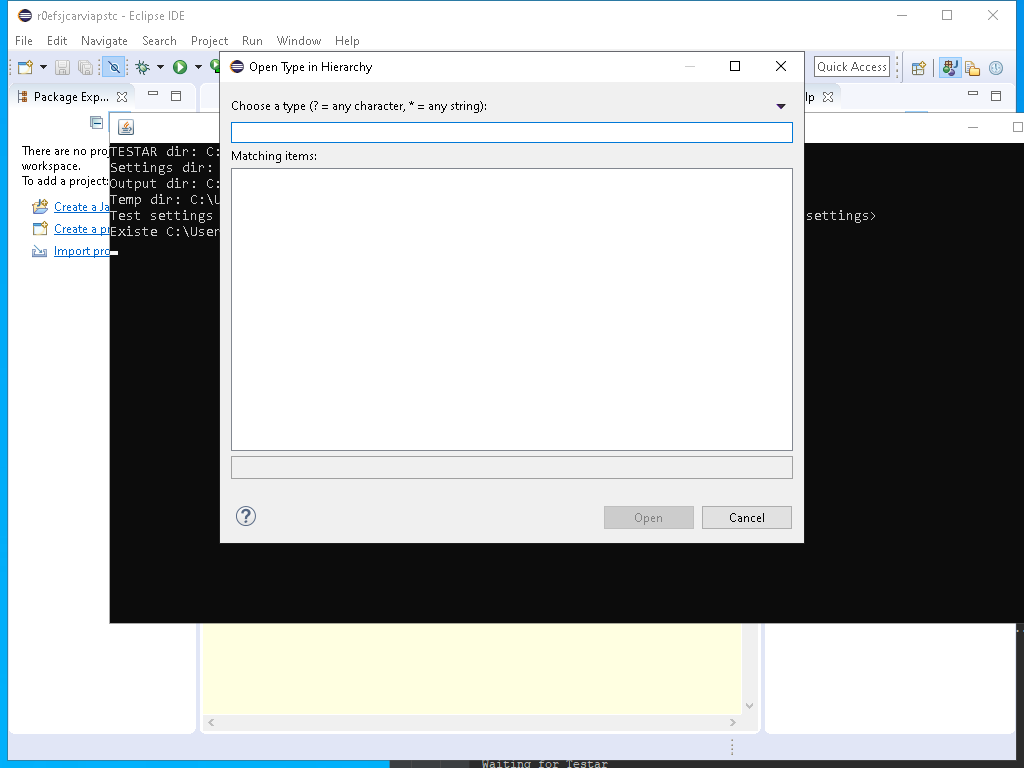 r0efsjcarviapstc - Eclipse IDE
File Edit Navigate Search Project Run Window Help
Open Type in Hierarchy
Quick Access
Package Exp...
Choose a type (? = any character, * = any string):
lp
Matching items:
There are no proj
workspace.
To add a project:
Create a Ja
Create a pr
Import pro
TESTAR dir: C:
Settings dir:
Output dir: C:
Temp dir: C:\U
Test settings
settings>
Existe C:\User
Open
Cancel
Waiting for Testar